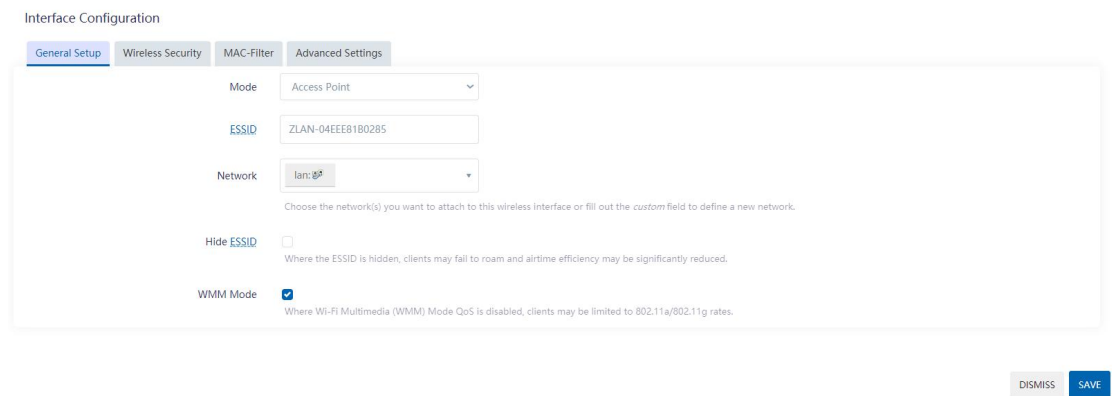 Interface Configuration
General Setup Wireless Security MAC-Filter Advanced Settings
Mode Access Point
ESSID ZLAN-04EEE81B0285
Network lan:
Choose the network(s) you want to attach to this wireless interface or fill out the custom field to define a new network.
Hide ESSID
Where the ESSID is hidden, clients may fail to roam and airtime efficiency may be significantly reduced.
WMM Mode
Where Wi-Fi Multimedia (WMM) Mode QoS is disabled, clients may be limited to 802.11a/802.11g rates.
DISMISS SAVE